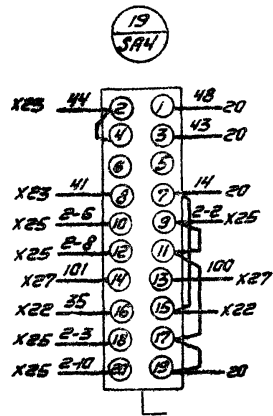 19
SA4
X23 44 2 1 48 20
4 3 43 20
6 5
X23 41 8 7 14 20
X25 2-6 10 9 2-2 X25
X25 2-8 12 11
X27 101 14 13 100 X27
X22 35 16 15 X22
X25 2-3 18 17
X25 2-10 20 19 20